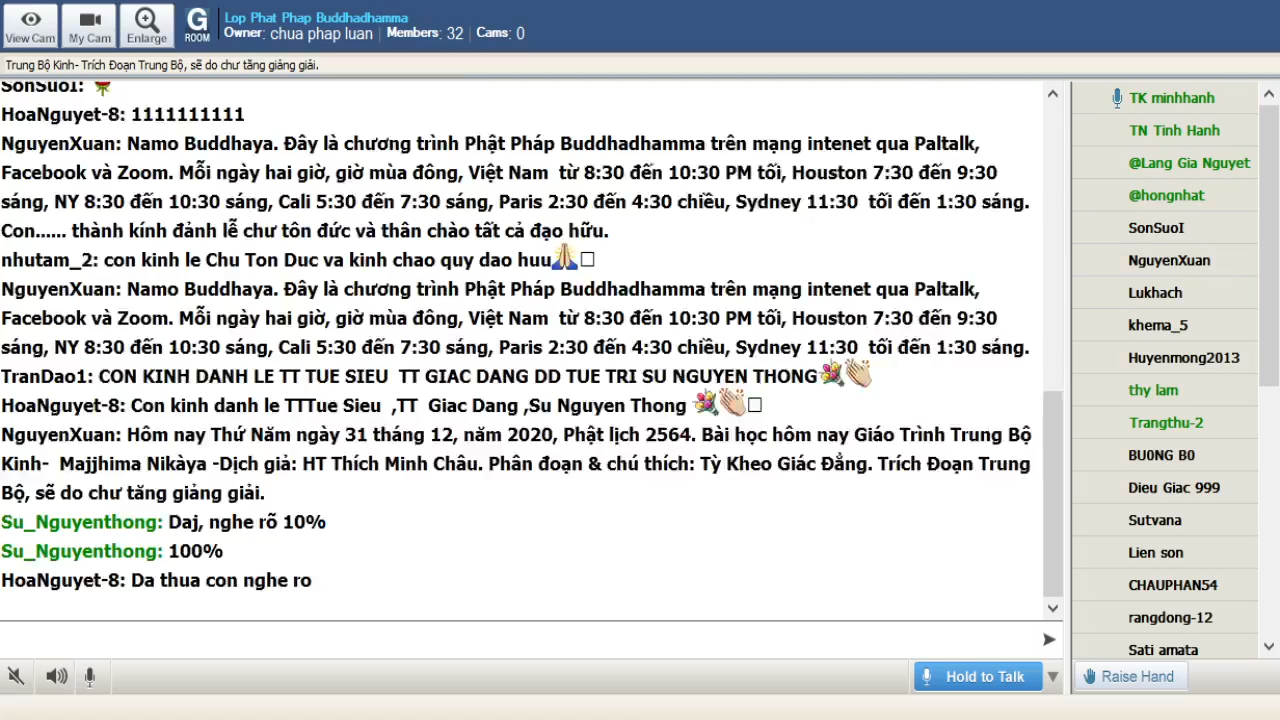 View Cam
My Cam
Enlarge
G
ROOM
Lop Phat Phap Buddhadhamma
Owner: chua phap luan | Members: 32 | Cams: 0
Trung Bộ Kinh- Trích Đoạn Trung Bộ, sẽ do chư tăng giảng giải.
SonSuoI:
HoaNguyet-8: 1111111111
NguyenXuan: Namo Buddhaya. Đây là chương trình Phật Pháp Buddhadhamma trên mạng intenet qua Paltalk,
Facebook và Zoom. Mỗi ngày hai giờ, giờ mùa đông, Việt Nam từ 8:30 đến 10:30 PM tối, Houston 7:30 đến 9:30
sáng, NY 8:30 đến 10:30 sáng, Cali 5:30 đến 7:30 sáng, Paris 2:30 đến 4:30 chiều, Sydney 11:30 tối đến 1:30 sáng.
Con...... thành kính đảnh lễ chư tôn đức và thân chào tất cả đạo hữu.
nhutam_2: con kinh le Chu Ton Duc va kinh chao quy dao huu🙏
NguyenXuan: Namo Buddhaya. Đây là chương trình Phật Pháp Buddhadhamma trên mạng intenet qua Paltalk,
Facebook và Zoom. Mỗi ngày hai giờ, giờ mùa đông, Việt Nam từ 8:30 đến 10:30 PM tối, Houston 7:30 đến 9:30
sáng, NY 8:30 đến 10:30 sáng, Cali 5:30 đến 7:30 sáng, Paris 2:30 đến 4:30 chiều, Sydney 11:30 tối đến 1:30 sáng.
TranDao1: CON KINH DANH LE TT TUE SIEU TT GIAC DANG DD TUE TRI SU NGUYEN THONG💐👏
HoaNguyet-8: Con kinh danh le TTTue Sieu ,TT Giac Dang ,Su Nguyen Thong 💐👏
NguyenXuan: Hôm nay Thứ Năm ngày 31 tháng 12, năm 2020, Phật lịch 2564. Bài học hôm nay Giáo Trình Trung Bộ
Kinh- Majjhima Nikàya -Dịch giả: HT Thích Minh Châu. Phân đoạn & chú thích: Tỳ Kheo Giác Đẳng. Trích Đoạn Trung
Bộ, sẽ do chư tăng giảng giải.
Su_Nguyenthong: Daj, nghe rõ 10%
Su_Nguyenthong: 100%
HoaNguyet-8: Da thua con nghe ro
Hold to Talk
TK minhhanh
TN Tinh Hanh
@Lang Gia Nguyet
@hongnhat
SonSuoI
NguyenXuan
Lukhach
khema_5
Huyenmong2013
thy lam
Trangthu-2
BU0NG B0
Dieu Giac 999
Sutvana
Lien son
CHAUPHAN54
rangdong-12
Sati amata
Raise Hand